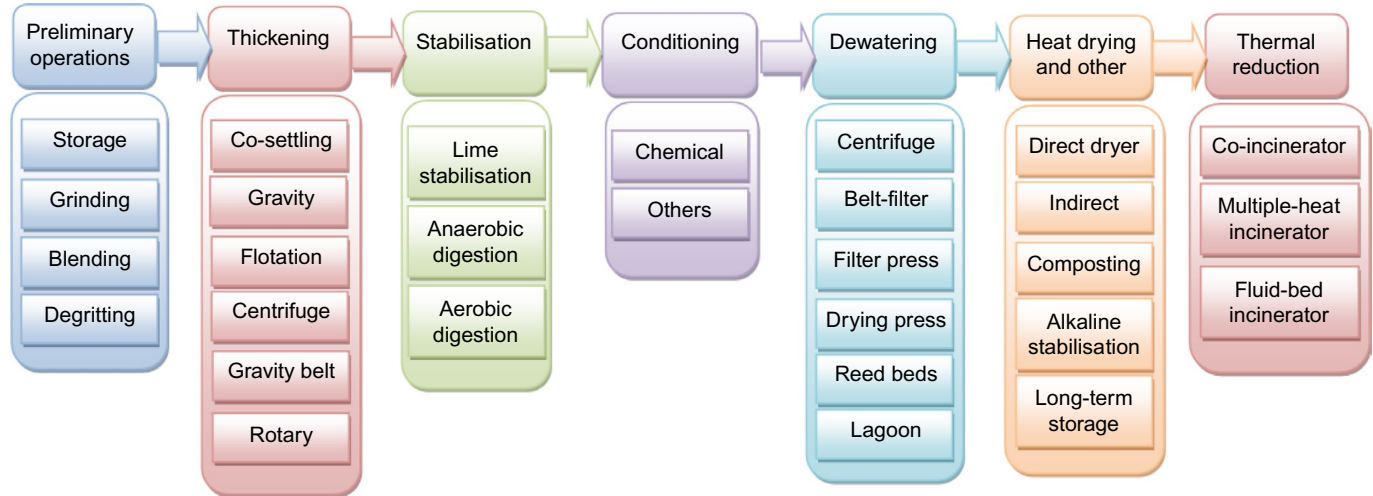 Preliminary
operations
Thickening
Stabilisation
Conditioning
Dewatering
Heat drying
and other
Thermal
reduction
Storage
Grinding
Blending
Degritting
Co-settling
Gravity
Flotation
Centrifuge
Gravity belt
Rotary
Lime
stabilisation
Anaerobic
digestion
Aerobic
digestion
Chemical
Others
Centrifuge
Belt-filter
Filter press
Drying press
Reed beds
Lagoon
Direct dryer
Indirect
Composting
Alkaline
stabilisation
Long-term
storage
Co-incinerator
Multiple-heat
incinerator
Fluid-bed
incinerator